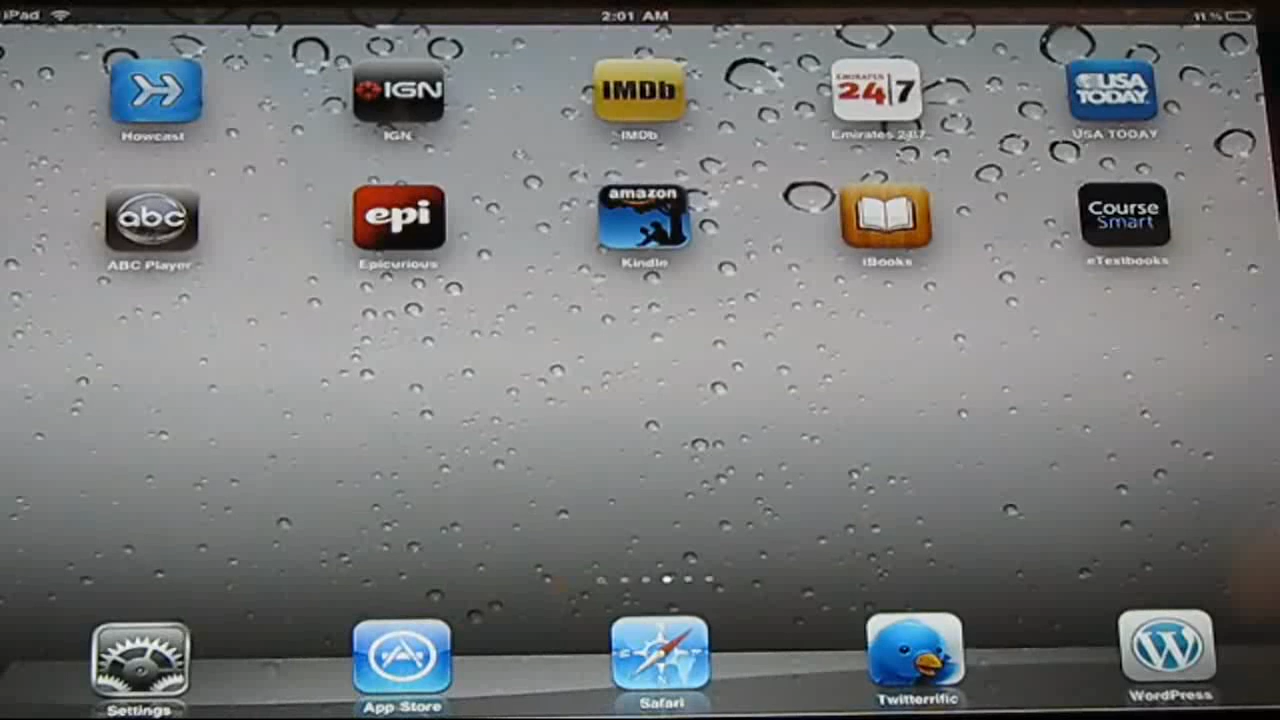 iPad 2:01 AM 11 %
IGN IMDb EMIRATES 24|7 USA TODAY
Howcast IGN IMDb Emirates 24|7 USA TODAY
abc epi amazon Course Smart
ABC Player Epicurious Kindle iBooks eTextbooks
Settings App Store Safari Twitterrific WordPress